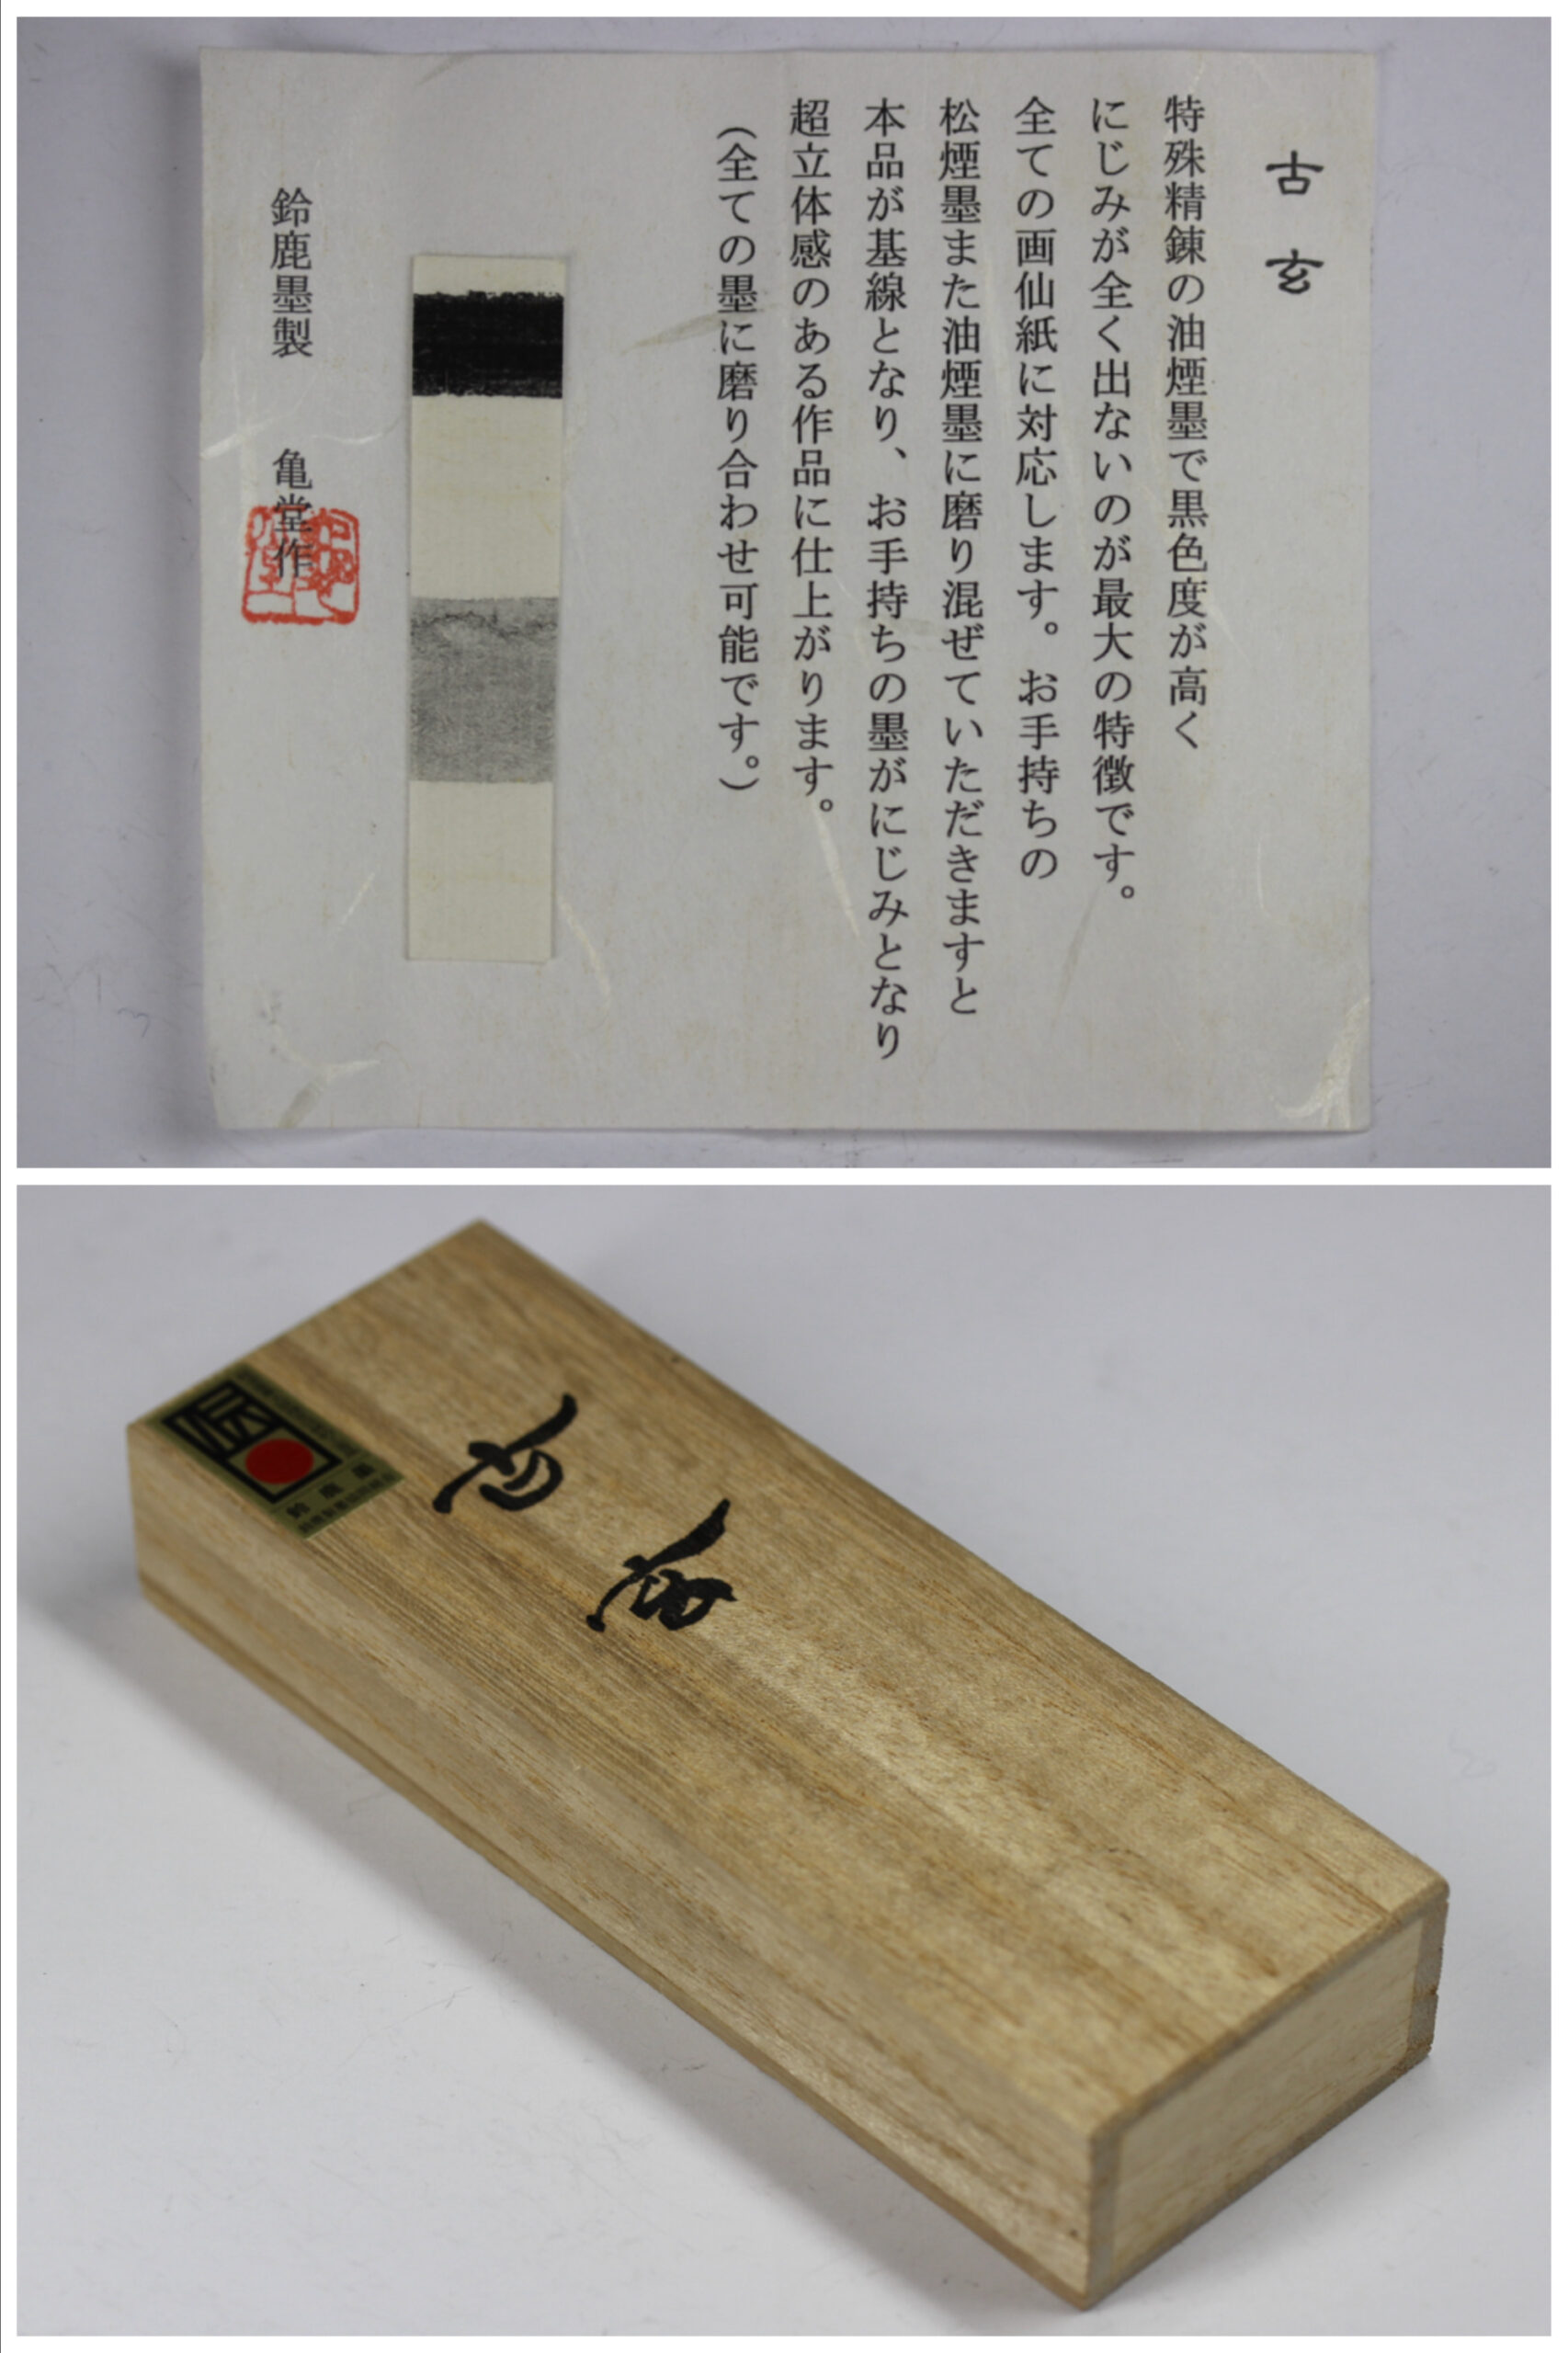 古玄
特殊精錬の油煙墨で黒色度が高く
にじみが全く出ないのが最大の特徴です。
全ての画仙紙に対応します。お手持ちの
松煙墨また油煙墨に磨り混ぜていただきますと
本品が基線となり、お手持ちの墨がにじみとなり
超立体感のある作品に仕上がります。
(全ての墨に磨り合わせ可能です。)
鈴鹿墨製 亀堂作
古
鈴鹿墨